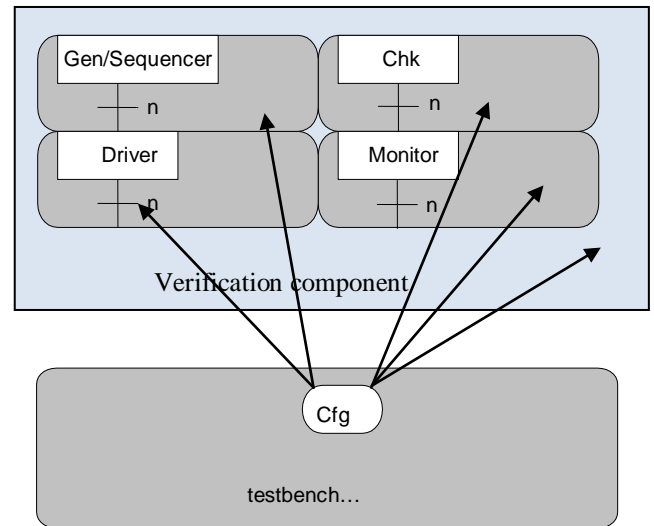 Gen/Sequencer
Chk
n
n
Driver
Monitor
n
n
Verification component
Cfg
testbench…